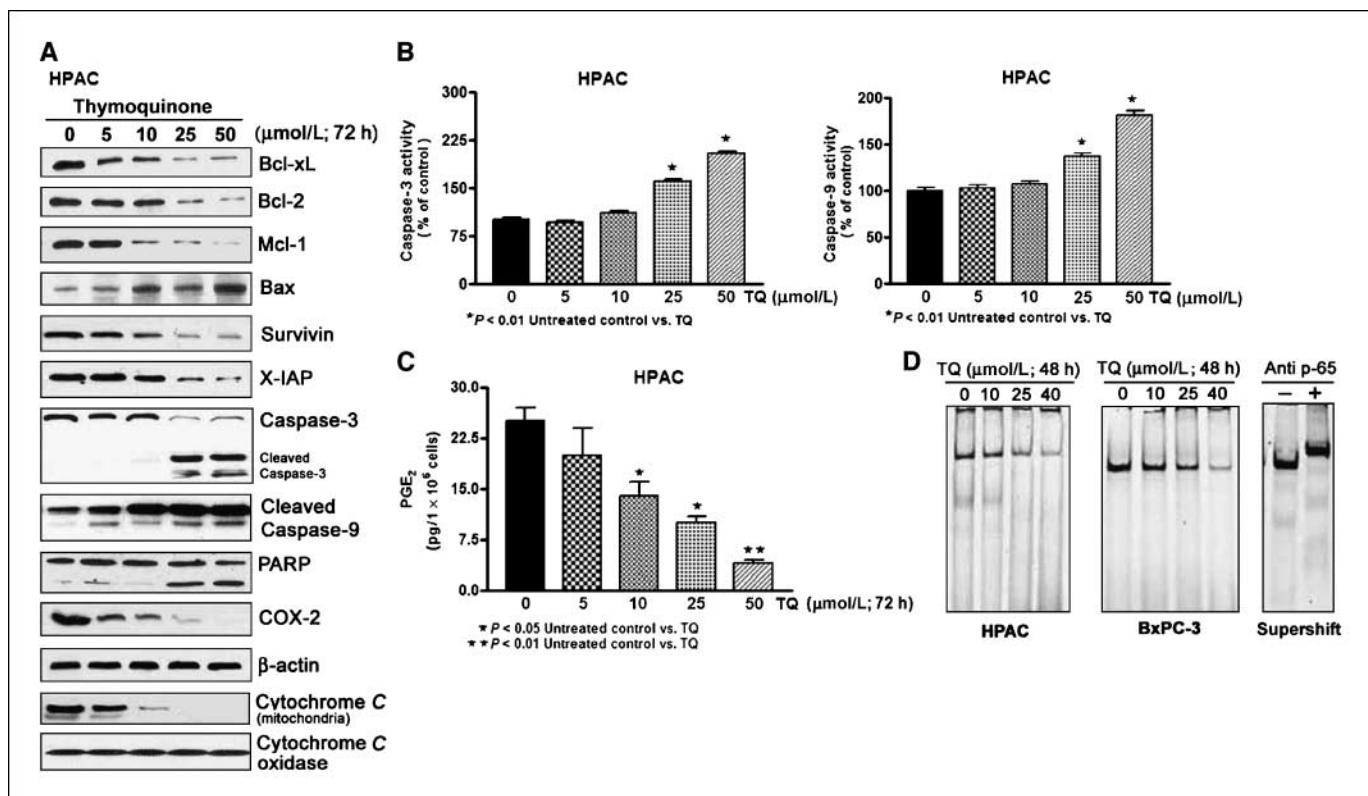 A
HPAC
Thymoquinone
0 5 10 25 50 (μmol/L; 72 h)
Bcl-xL
Bcl-2
Mcl-1
Bax
Survivin
X-IAP
Caspase-3
Cleaved
Caspase-3
Cleaved
Caspase-9
PARP
COX-2
β-actin
Cytochrome C
(mitochondria)
Cytochrome C
oxidase
B
HPAC
Caspase-3 activity
(% of control)
300
225
150
75
0
0 5 10 25 50 TQ (μmol/L)
*P < 0.01 Untreated control vs. TQ
HPAC
Caspase-9 activity
(% of control)
200
150
100
50
0
0 5 10 25 50 TQ (μmol/L)
*P < 0.01 Untreated control vs. TQ
C
HPAC
PGE₂
(pg/1 × 10⁶ cells)
30.0
22.5
15.0
7.5
0.0
0 5 10 25 50 TQ (μmol/L; 72 h)
* P < 0.05 Untreated control vs. TQ
** P < 0.01 Untreated control vs. TQ
D
TQ (μmol/L; 48 h)
0 10 25 40
HPAC
TQ (μmol/L; 48 h)
0 10 25 40
BxPC-3
Anti p-65
– +
Supershift